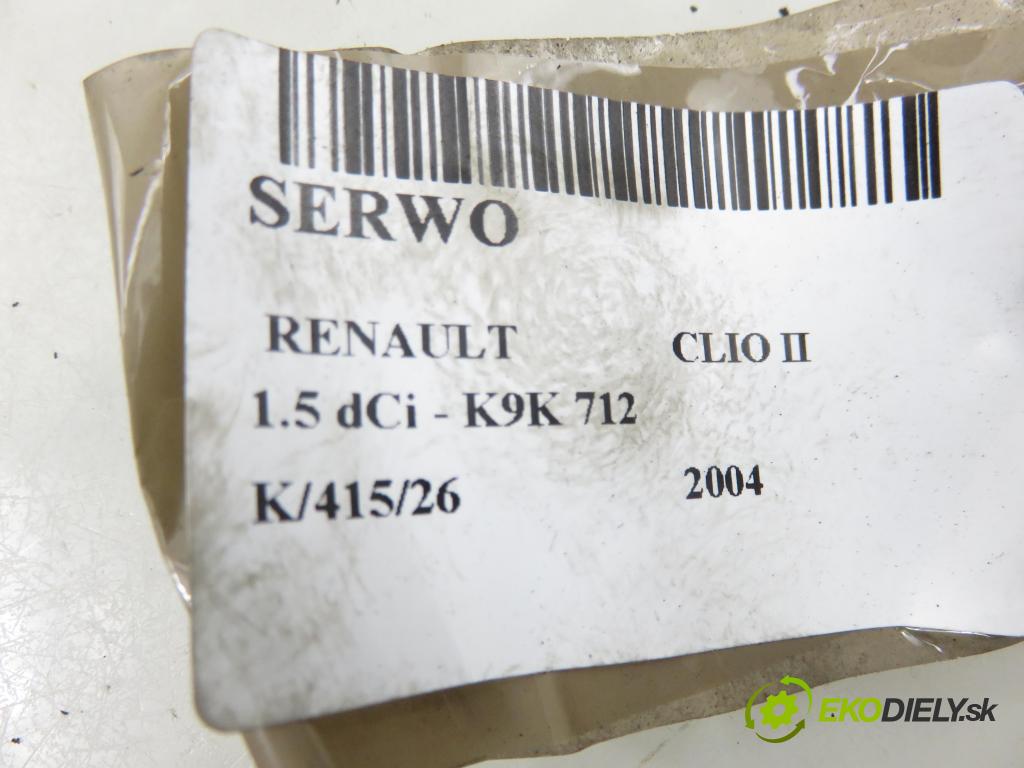 SERWO
RENAULT CLIO II
1.5 dCi - K9K 712
K/415/26 2004
EKODIELY.sk